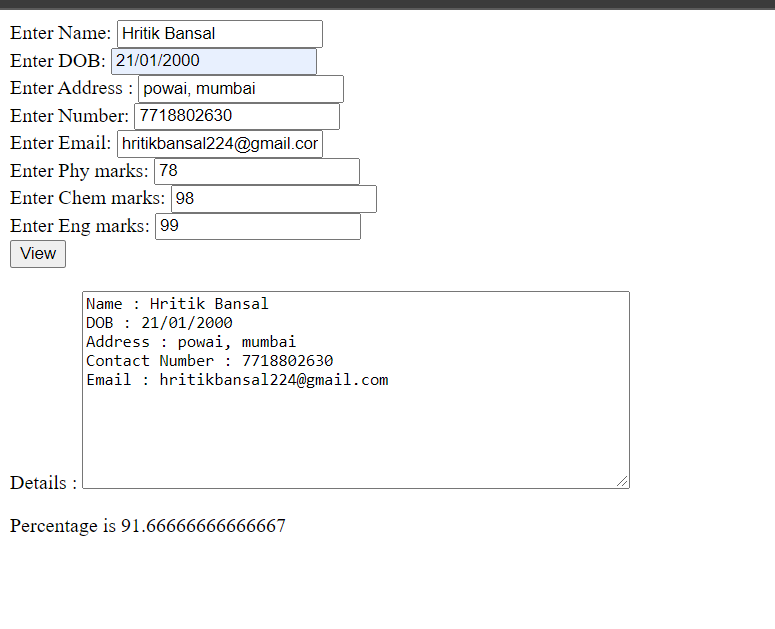 Enter Name: Hritik Bansal
Enter DOB: 21/01/2000
Enter Address : powai, mumbai
Enter Number: 7718802630
Enter Email: hritikbansal224@gmail.cor
Enter Phy marks: 78
Enter Chem marks: 98
Enter Eng marks: 99
View
Name : Hritik Bansal
DOB : 21/01/2000
Address : powai, mumbai
Contact Number : 7718802630
Email : hritikbansal224@gmail.com
Details :
Percentage is 91.66666666666667